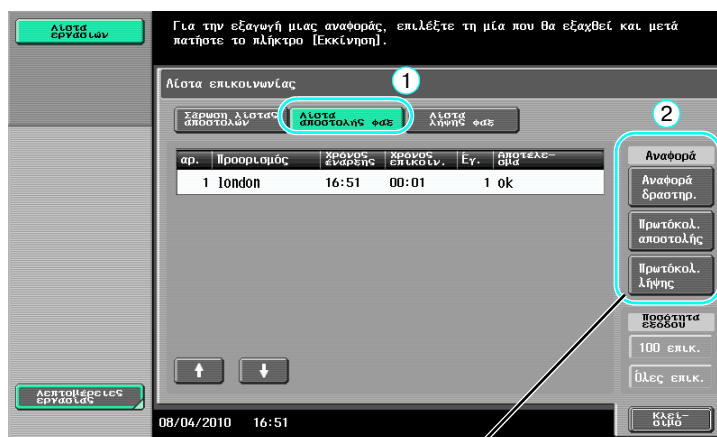 Λίστα
εργασιών
Για την εξαγωγή μιας αναφοράς, επιλέξτε τη μία που θα εξαχθεί και μετά
πατήστε το πλήκτρο [Εκκίνηση].
Λίστα επικοινωνίας
1
Σάρωση λίστας
αποστολών
Λίστα
αποστολής φαξ
Λίστα
λήψης φαξ
2
αρ. Προορισμός Χρόνος έναρξης Χρόνος επικοιν. Έγ. Αποτέλε-σμα
1 london 16:51 00:01 1 ok
Αναφορά
Αναφορά
δραστηρ.
Πρωτόκολ.
αποστολής
Πρωτόκολ.
λήψης
Ποσότητα
εξόδου
100 επικ.
Όλες επικ.
Λεπτομέρειες
εργασίας
08/04/2010 16:51
Κλεί-
σιμο